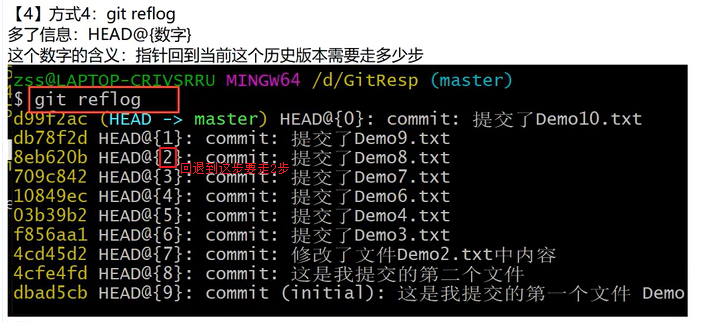 【4】方式4：git reflog
多了信息：HEAD@{数字}
这个数字的含义：指针回到当前这个历史版本需要走多少步
zss@LAPTOP-CRIVSRRU MINGW64 /d/GitResp (master)
$ git reflog
d99f2ac (HEAD -> master) HEAD@{0}: commit: 提交了Demo10.txt
db78f2d HEAD@{1}: commit: 提交了Demo9.txt
8eb620b HEAD@{2}: commit: 提交了Demo8.txt
回退到这步要走2步
709c842 HEAD@{3}: commit: 提交了Demo7.txt
10849ec HEAD@{4}: commit: 提交了Demo6.txt
03b39b2 HEAD@{5}: commit: 提交了Demo4.txt
f856aa1 HEAD@{6}: commit: 提交了Demo3.txt
4cd45d2 HEAD@{7}: commit: 修改了文件Demo2.txt中内容
4cfe4fd HEAD@{8}: commit: 这是我提交的第二个文件
dbad5cb HEAD@{9}: commit (initial): 这是我提交的第一个文件 Demo